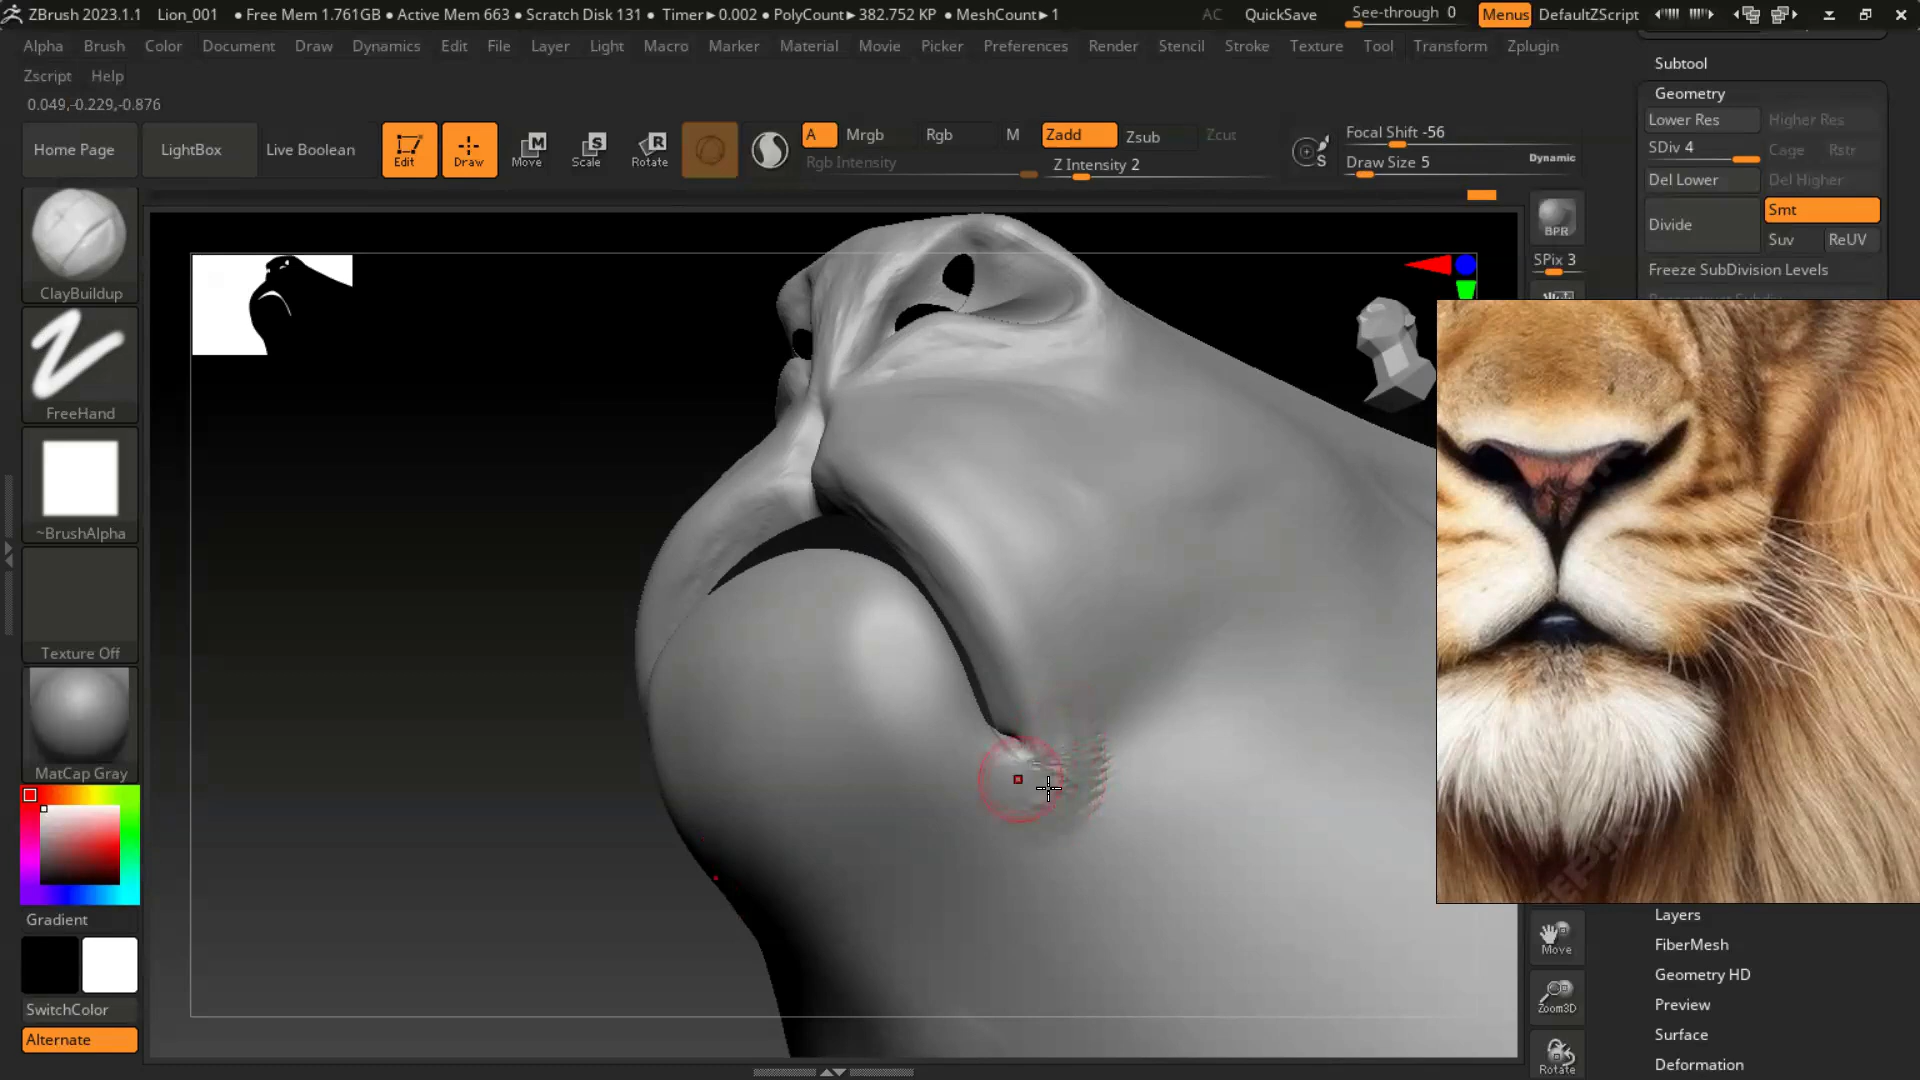 ZBrush 2023.1.1 Lion_001 ● Free Mem 1.761GB ● Active Mem 663 ● Scratch Disk 131 ● Timer▶0.002 ● PolyCount▶382.752 KP ● MeshCount▶1 AC QuickSave See-through 0 Menus DefaultZScript
Alpha Brush Color Document Draw Dynamics Edit File Layer Light Macro Marker Material Movie Picker Preferences Render Stencil Stroke Texture Tool Transform Zplugin
Zscript Help
0.049,-0.229,-0.876
Home Page LightBox Live Boolean Edit Draw Move Scale Rotate
A Mrgb Rgb M Zadd Zsub Zcut
Rgb Intensity Z Intensity 2
Focal Shift -56
Draw Size 5 Dynamic
ClayBuildup
FreeHand
~BrushAlpha
Texture Off
MatCap Gray
Gradient
SwitchColor
Alternate
BPR
SPix 3
Move
Zoom3D
Rotate
Subtool
Geometry
Lower Res Higher Res
SDiv 4 Cage Rstr
Del Lower Del Higher
Divide Smt
Suv ReUV
Freeze SubDivision Levels
Layers
FiberMesh
Geometry HD
Preview
Surface
Deformation